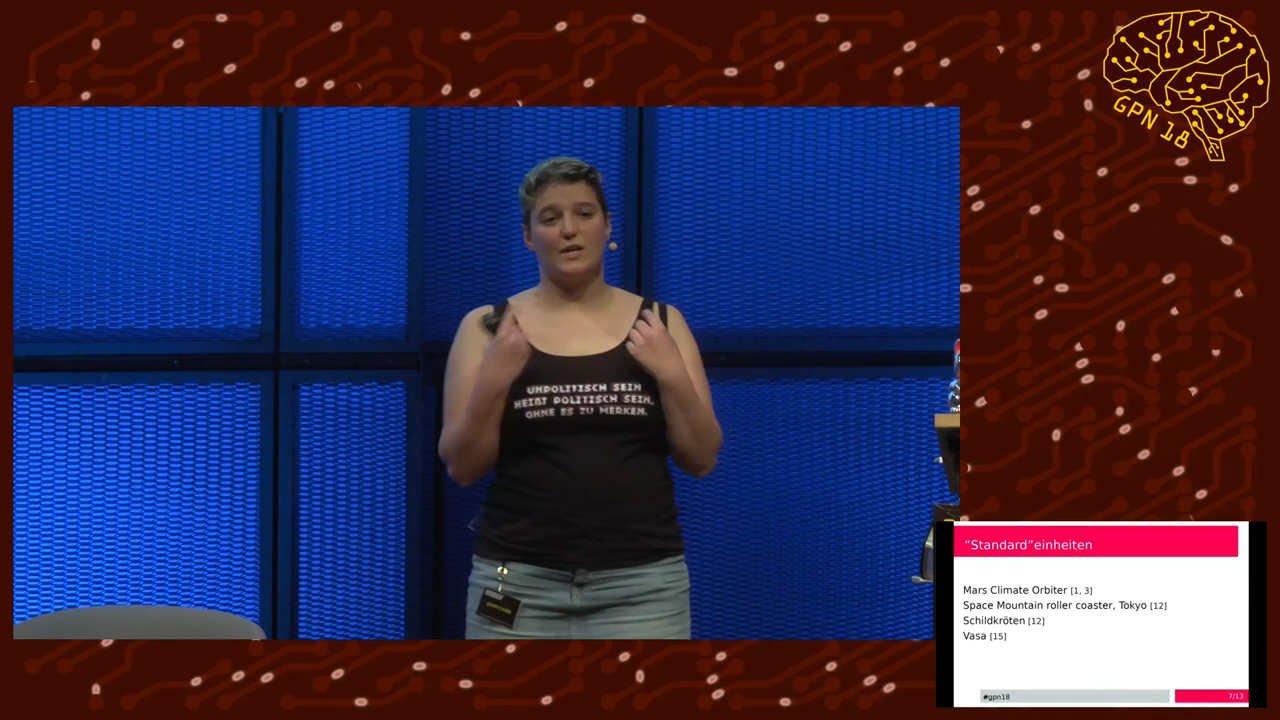 GPN 18
UNPOLITISCH SEIN
HEIßT POLITISCH SEIN,
OHNE ES ZU MERKEN.
“Standard”einheiten
Mars Climate Orbiter [1, 3]
Space Mountain roller coaster, Tokyo [12]
Schildkröten [12]
Vasa [15]
#gpn18
7/13